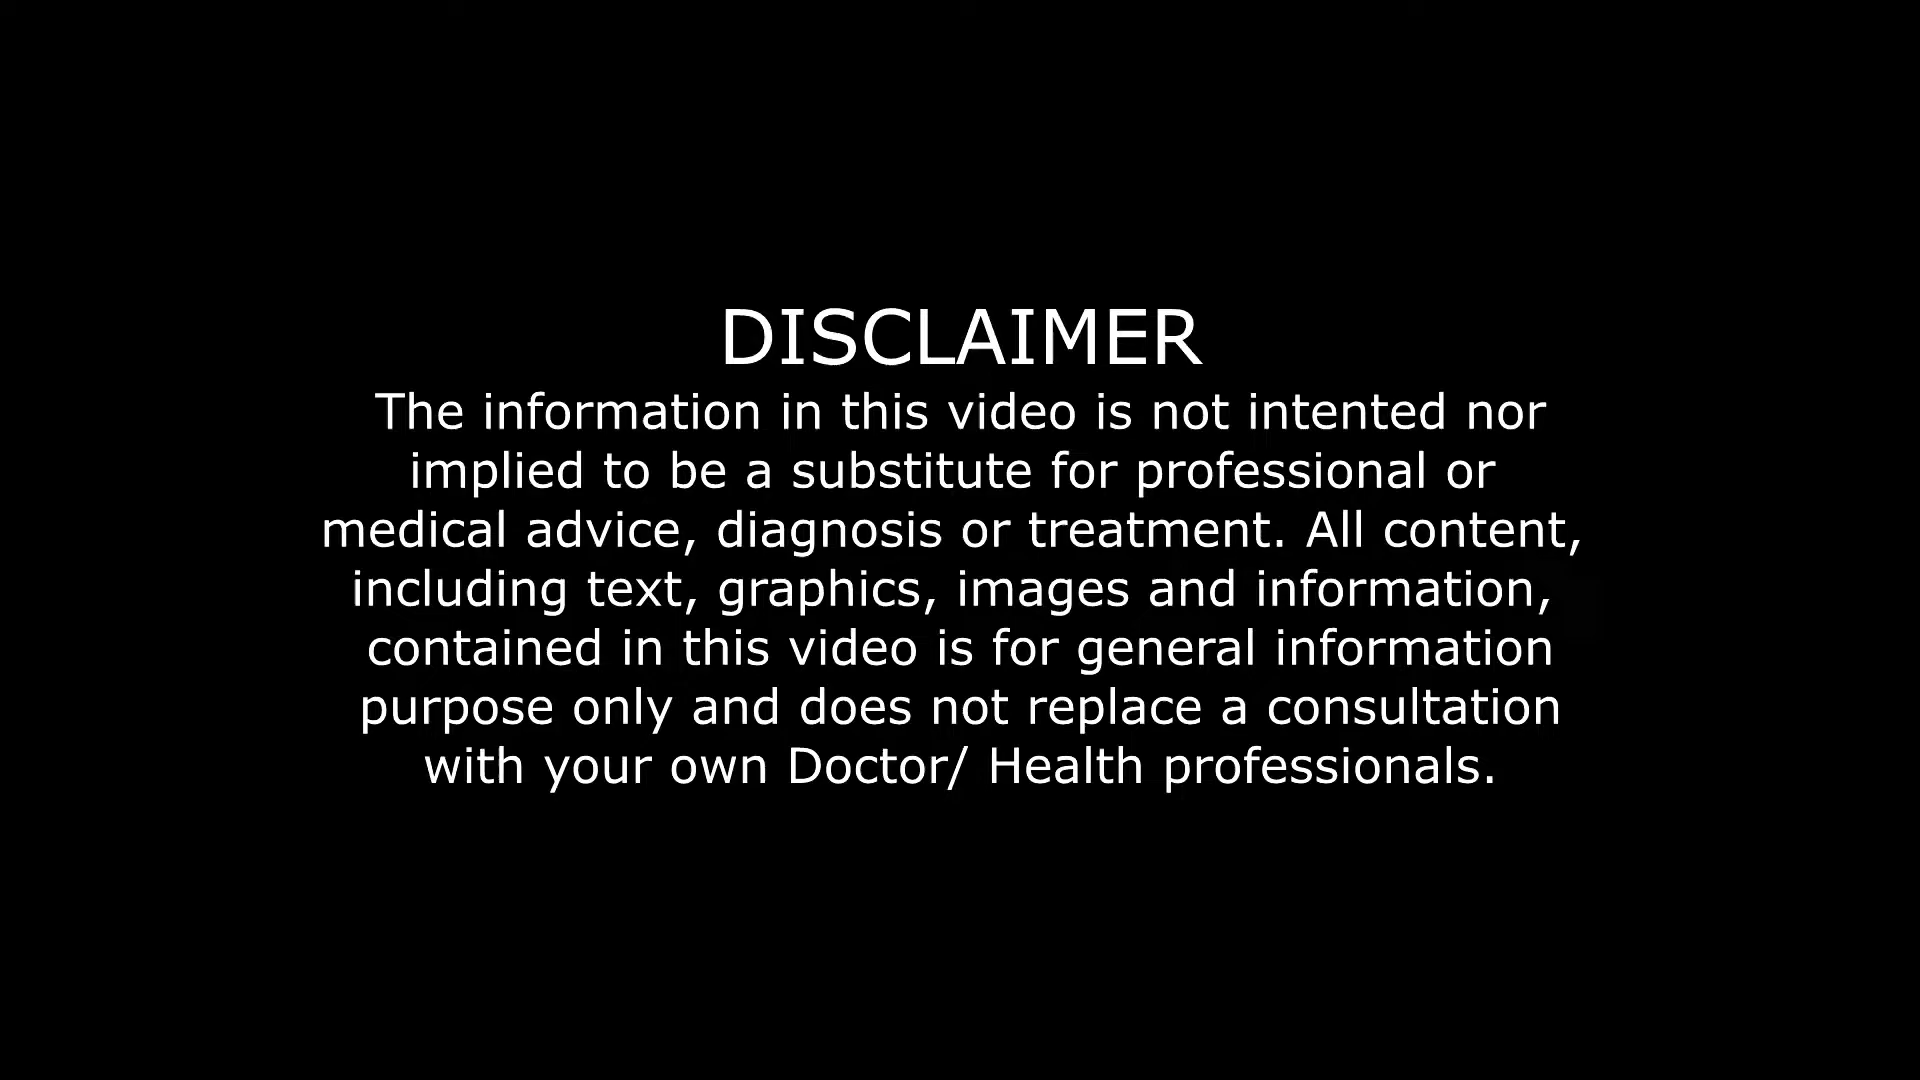 DISCLAIMER
The information in this video is not intented nor
implied to be a substitute for professional or
medical advice, diagnosis or treatment. All content,
including text, graphics, images and information,
contained in this video is for general information
purpose only and does not replace a consultation
with your own Doctor/ Health professionals.